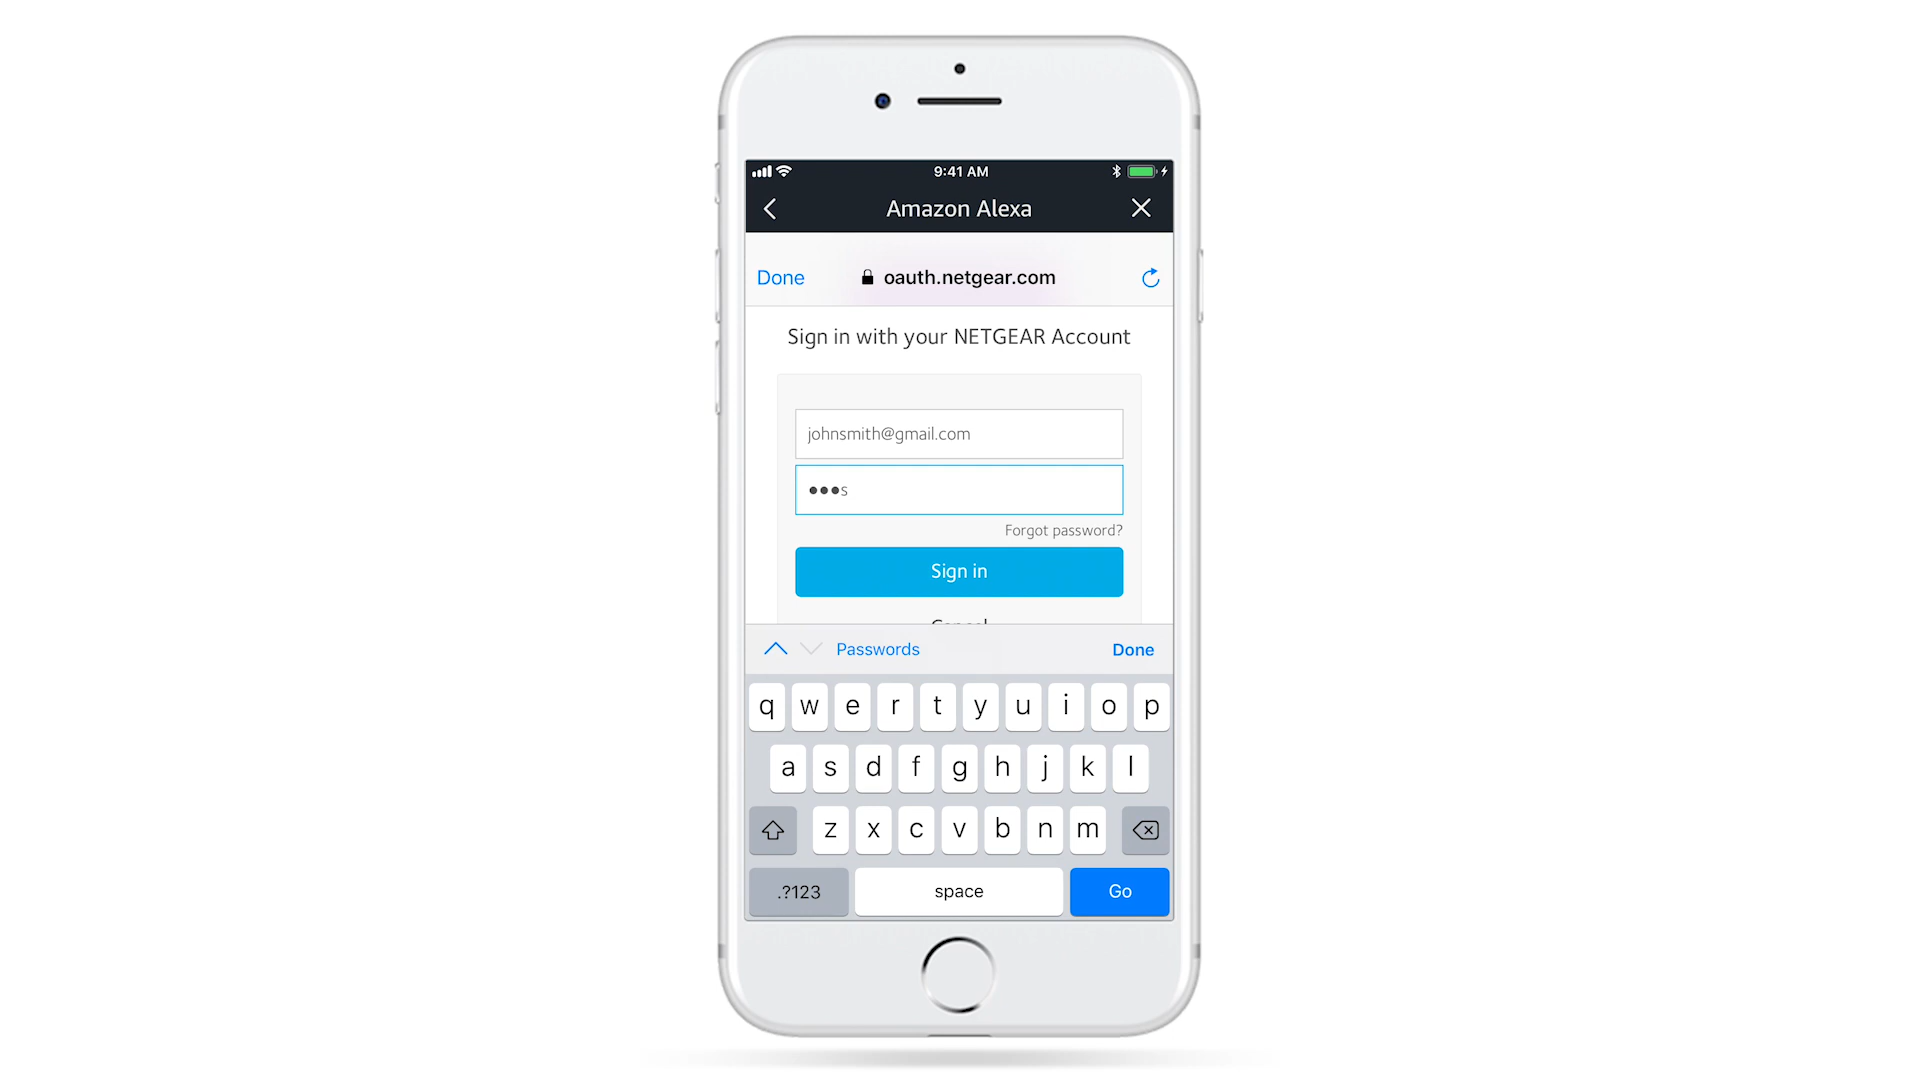 9:41 AM
Amazon Alexa
Done oauth.netgear.com
Sign in with your NETGEAR Account
johnsmith@gmail.com
•••s
Forgot password?
Sign in
Cancel
Passwords Done
q w e r t y u i o p
a s d f g h j k l
z x c v b n m
.?123 space Go